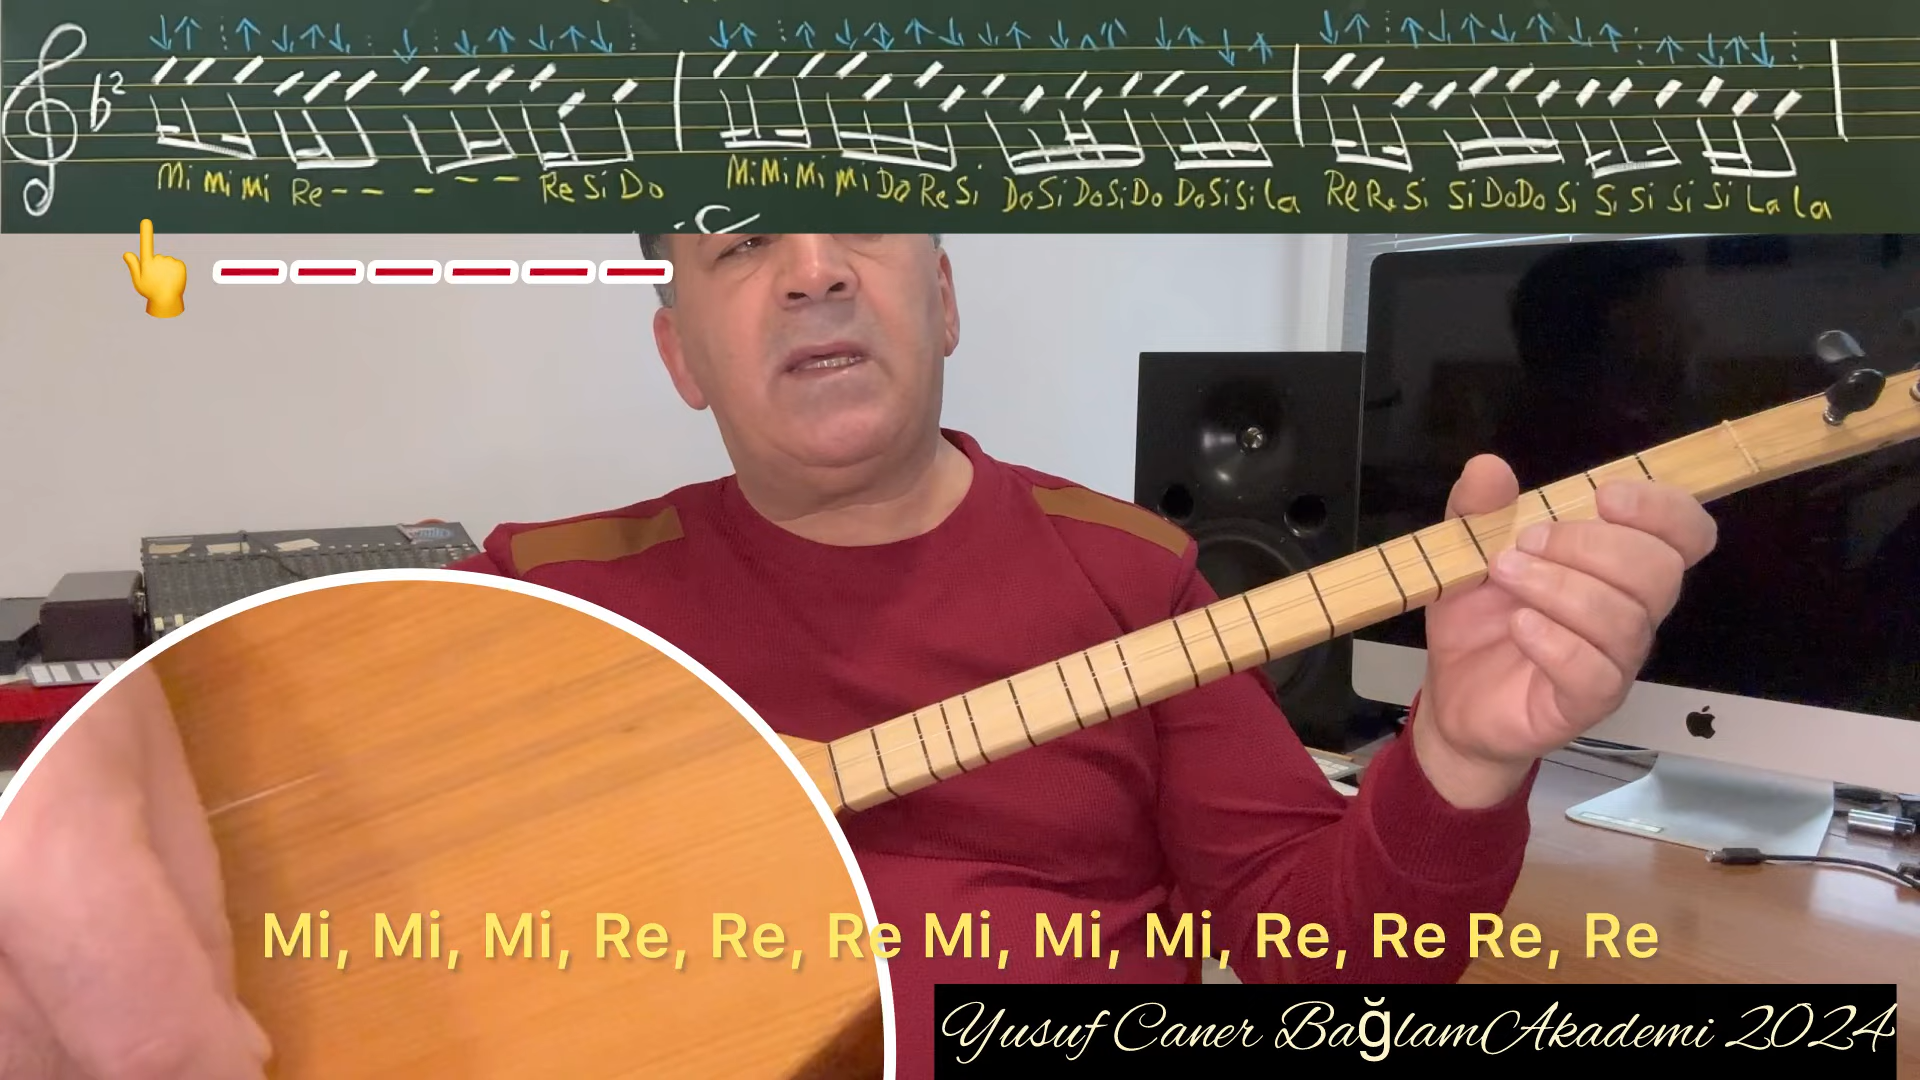 b2
Mi Mi Mi Re - - - - - Re Si Do Mi Mi Mi Mi Do Re Si Do Si Do Si Do Do Si Si La Re Re Si Si Do Do Si Si Si Si Si La La
Mi, Mi, Mi, Re, Re, Re Mi, Mi, Mi, Re, Re Re, Re
Yusuf Caner BağlamAkademi 2024